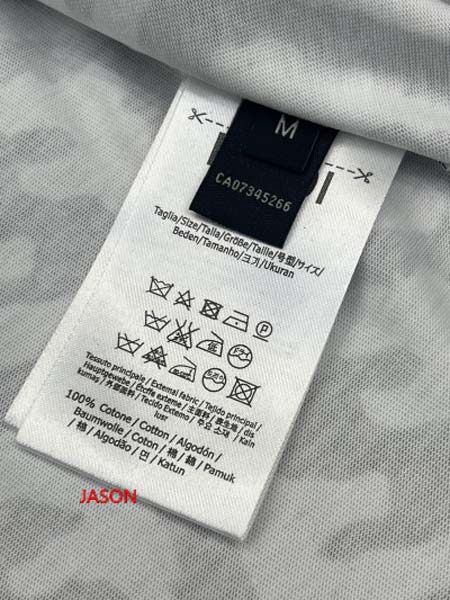 M
CA07345266
Taglia/Size/Talla/Größe/Taille/号型/サイズ/
Beden/Tamanho/크기/Ukuran
Tessuto principale / External fabric / Tejido principal /
Hauptgewebe / Étoffe externe / 主面料 / 表生地 / dis
kumaş / 外部面料 / Tecido Externo / 주요 소재 / Kain
luar
100% Cotone / Cotton / Algodón /
Baumwolle / Coton / 棉 / 綿 / Pamuk
/ 棉 / Algodão / 면 / Katun
JASON